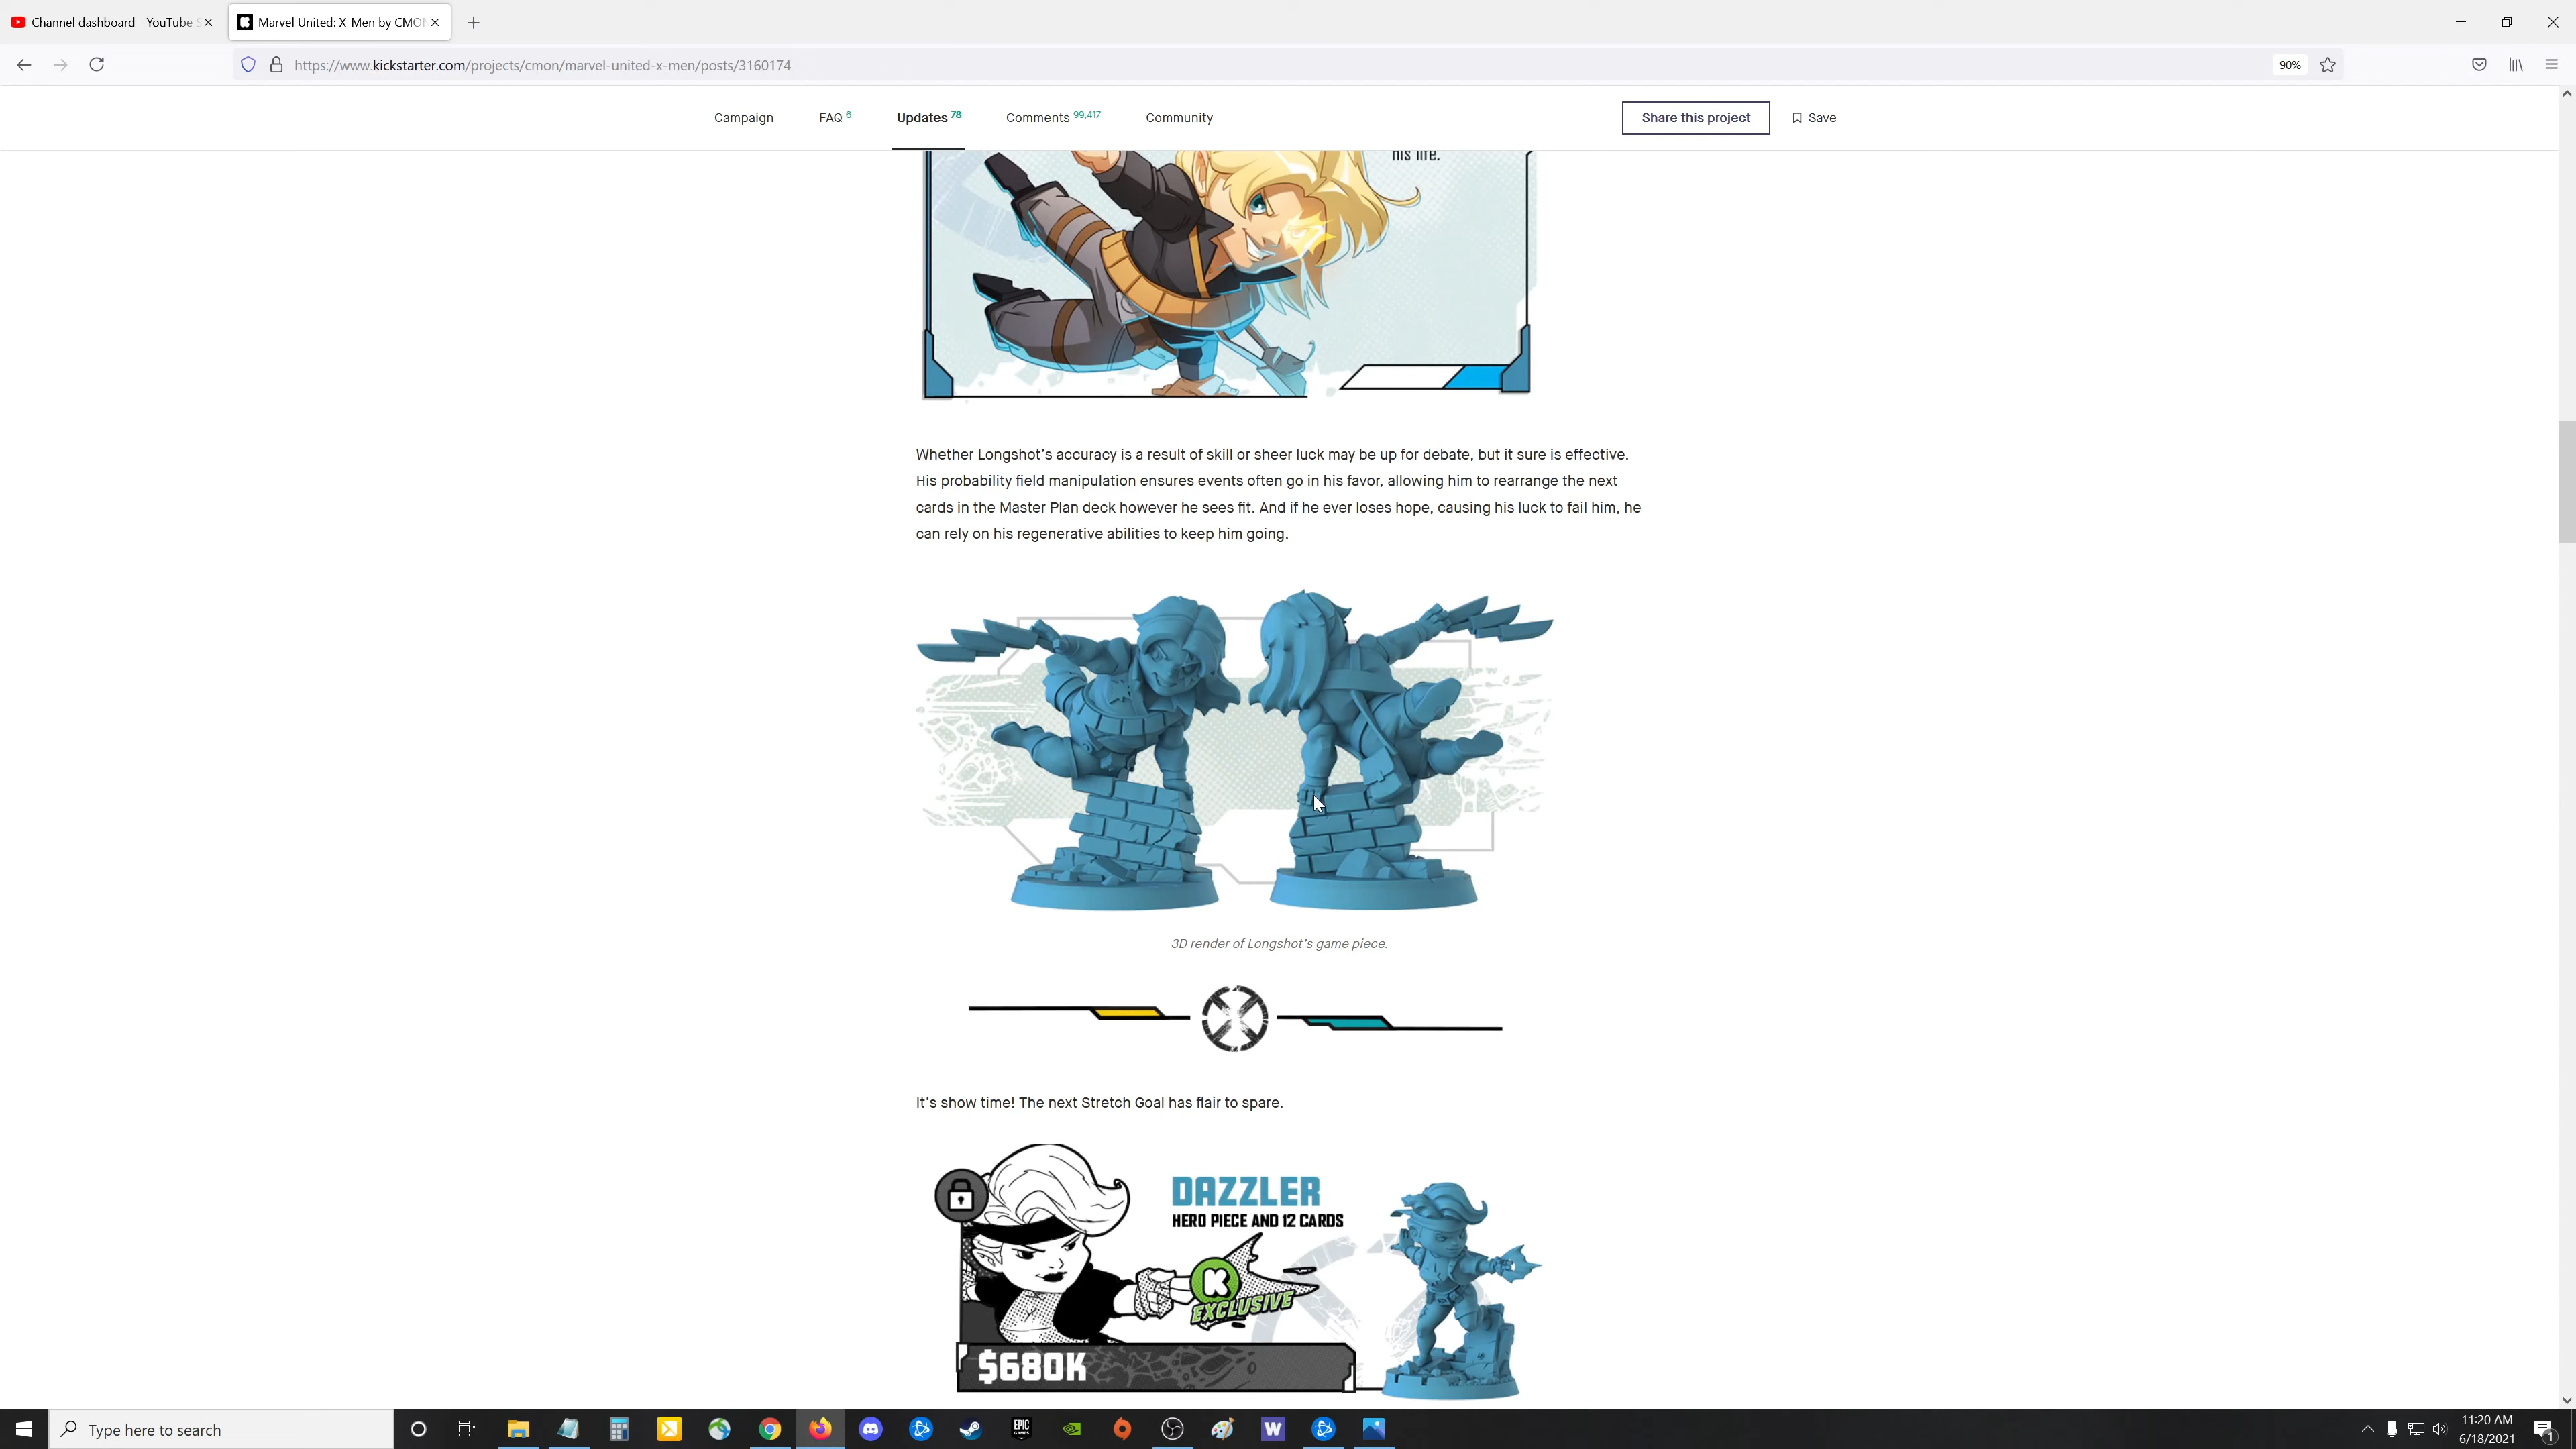 Channel dashboard - YouTube S
Marvel United: X-Men by CMON
https://www.kickstarter.com/projects/cmon/marvel-united-x-men/posts/3160174
90%
Campaign
FAQ 6
Updates 78
Comments 99,417
Community
Share this project
Save
his life.
Whether Longshot's accuracy is a result of skill or sheer luck may be up for debate, but it sure is effective.
His probability field manipulation ensures events often go in his favor, allowing him to rearrange the next
cards in the Master Plan deck however he sees fit. And if he ever loses hope, causing his luck to fail him, he
can rely on his regenerative abilities to keep him going.
3D render of Longshot's game piece.
It's show time! The next Stretch Goal has flair to spare.
DAZZLER
HERO PIECE AND 12 CARDS
K
EXCLUSIVE
$680K
Type here to search
EPIC
GAMES
W
11:20 AM
6/18/2021
1